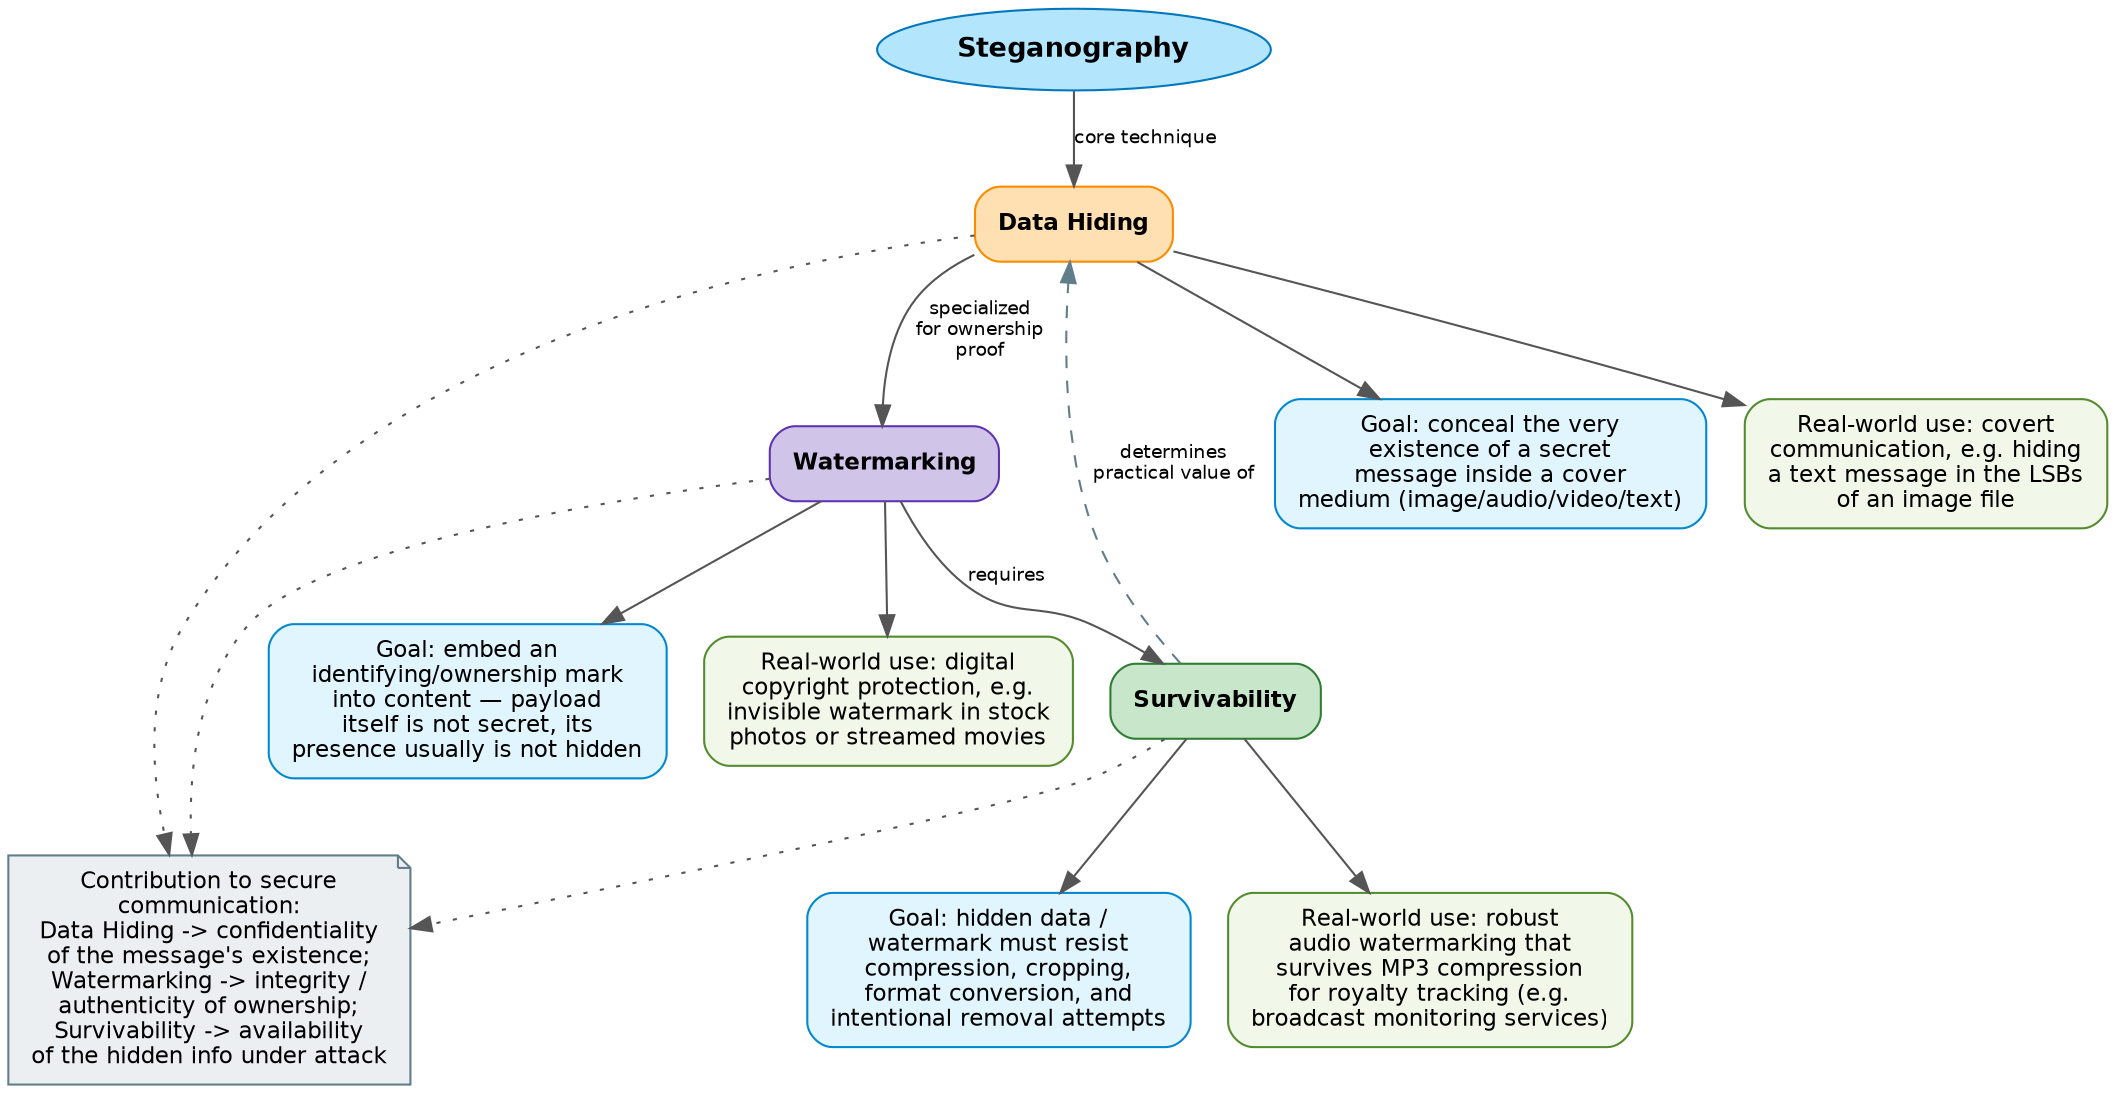 Steganography
core technique
Data Hiding
specialized
for ownership
proof
Goal: conceal the very
existence of a secret
message inside a cover
medium (image/audio/video/text)
Real-world use: covert
communication, e.g. hiding
a text message in the LSBs
of an image file
Watermarking
determines
practical value of
requires
Goal: embed an
identifying/ownership mark
into content — payload
itself is not secret, its
presence usually is not hidden
Real-world use: digital
copyright protection, e.g.
invisible watermark in stock
photos or streamed movies
Survivability
Contribution to secure
communication:
Data Hiding -> confidentiality
of the message's existence;
Watermarking -> integrity /
authenticity of ownership;
Survivability -> availability
of the hidden info under attack
Goal: hidden data /
watermark must resist
compression, cropping,
format conversion, and
intentional removal attempts
Real-world use: robust
audio watermarking that
survives MP3 compression
for royalty tracking (e.g.
broadcast monitoring services)